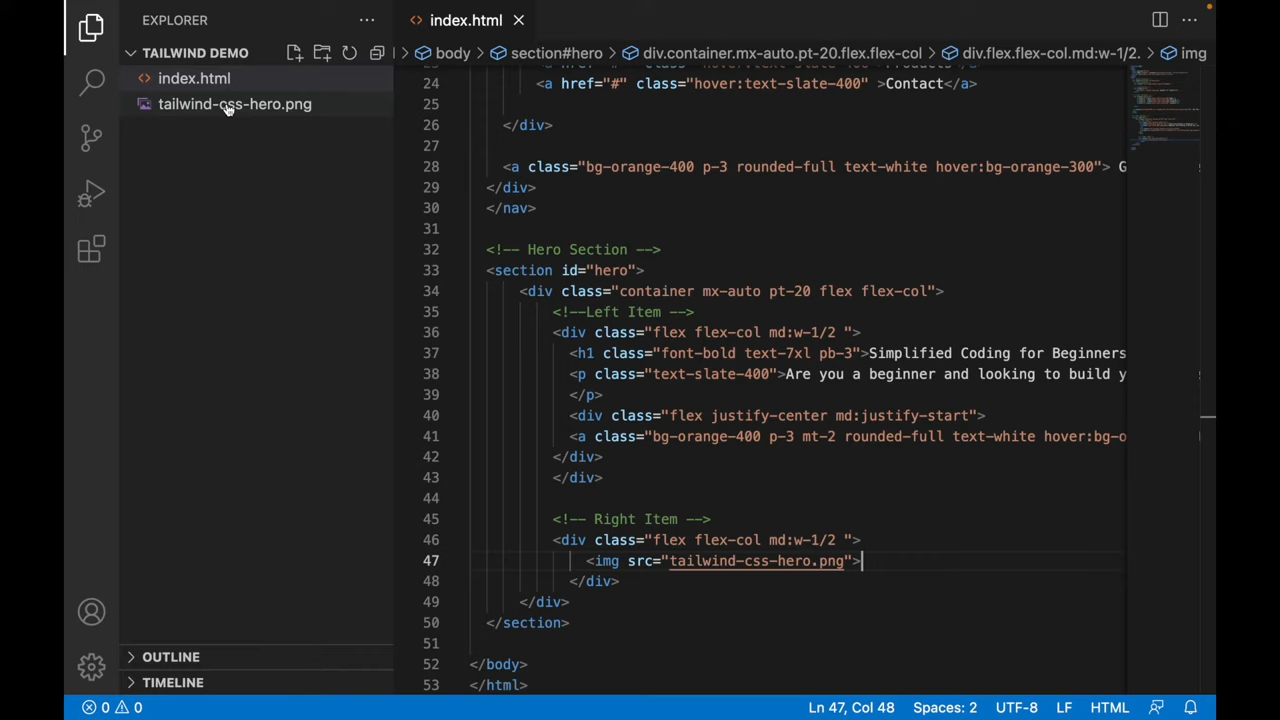 EXPLORER
index.html
TAILWIND DEMO
body
section#hero
div.container.mx-auto.pt-20.flex.flex-col
div.flex.flex-col.md:w-1/2.
img
index.html
tailwind-css-hero.png
24 <a href="#" class="hover:text-slate-400" >Contact</a>
25
26 </div>
27
28 <a class="bg-orange-400 p-3 rounded-full text-white hover:bg-orange-300"> G
29 </div>
30 </nav>
31
32 <!-- Hero Section -->
33 <section id="hero">
34 <div class="container mx-auto pt-20 flex flex-col">
35 <!--Left Item -->
36 <div class="flex flex-col md:w-1/2 ">
37 <h1 class="font-bold text-7xl pb-3">Simplified Coding for Beginners
38 <p class="text-slate-400">Are you a beginner and looking to build y
39 </p>
40 <div class="flex justify-center md:justify-start">
41 <a class="bg-orange-400 p-3 mt-2 rounded-full text-white hover:bg-o
42 </div>
43 </div>
44
45 <!-- Right Item -->
46 <div class="flex flex-col md:w-1/2 ">
47 <img src="tailwind-css-hero.png">
48 </div>
49 </div>
50 </section>
51
52 </body>
53 </html>
OUTLINE
TIMELINE
0 0 Ln 47, Col 48 Spaces: 2 UTF-8 LF HTML